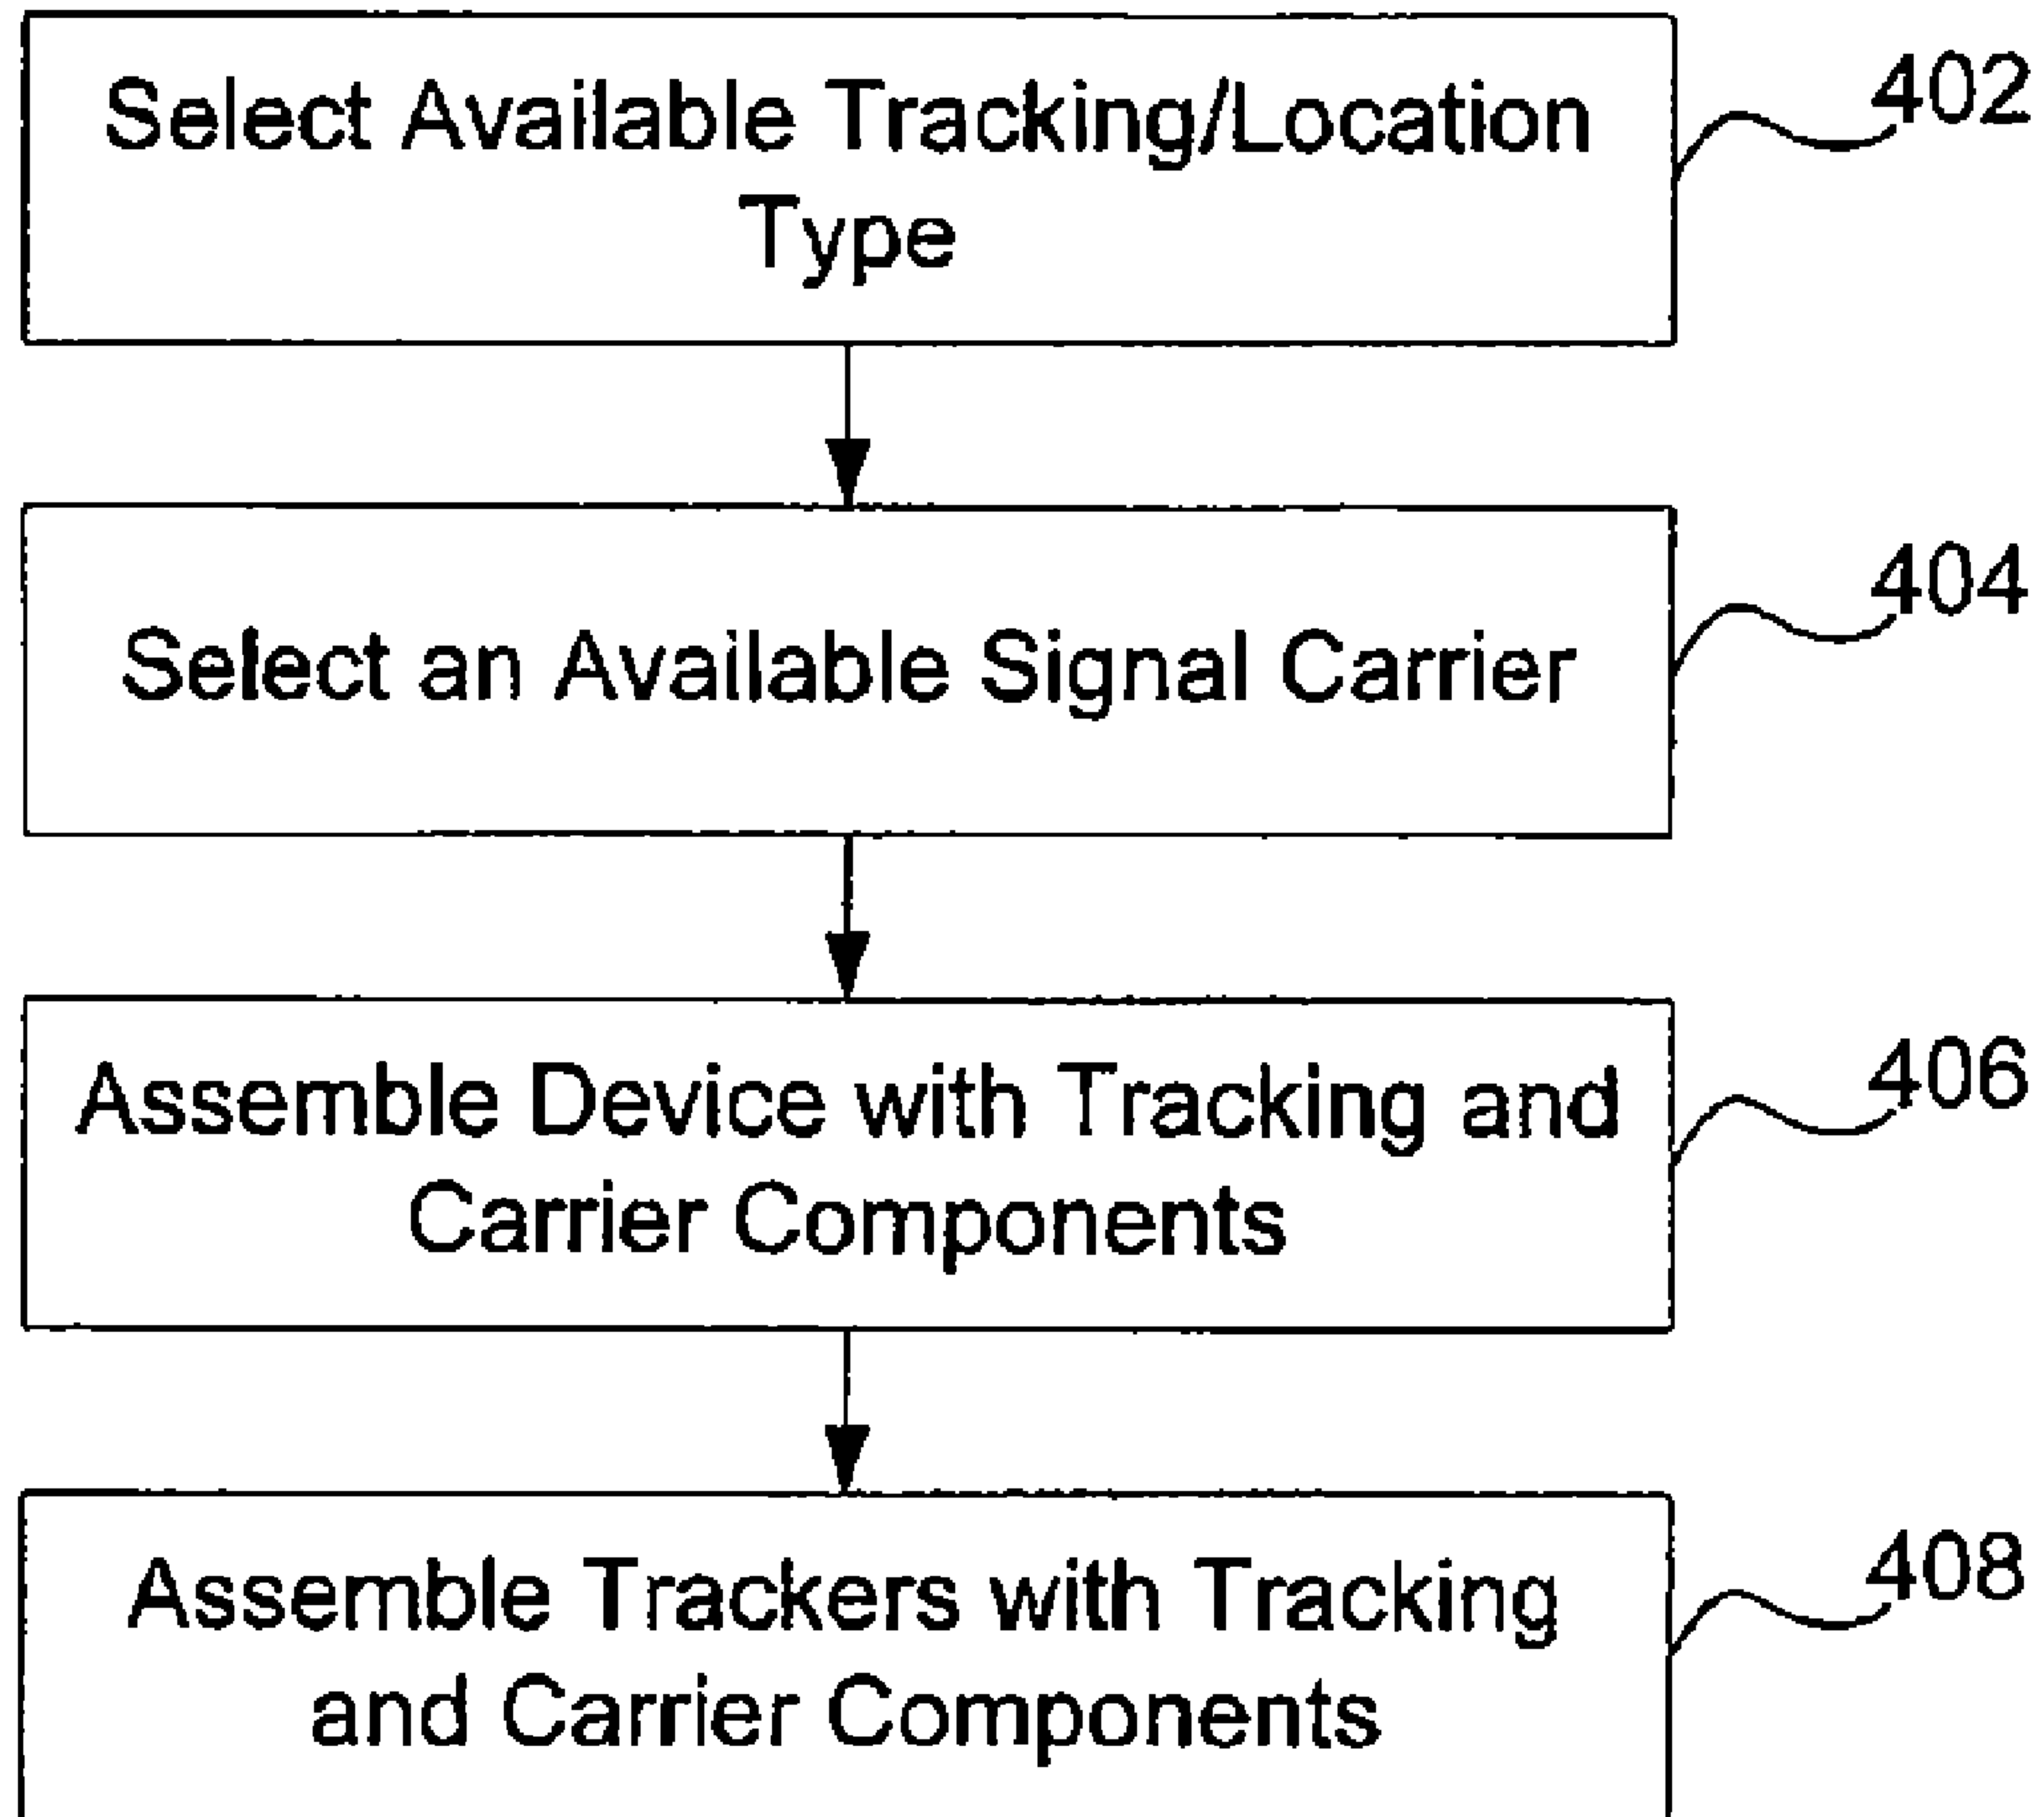 Select Available Tracking/Location
Type
402
Select an Available Signal Carrier
404
Assemble Device with Tracking and
Carrier Components
406
Assemble Trackers with Tracking
and Carrier Components
408